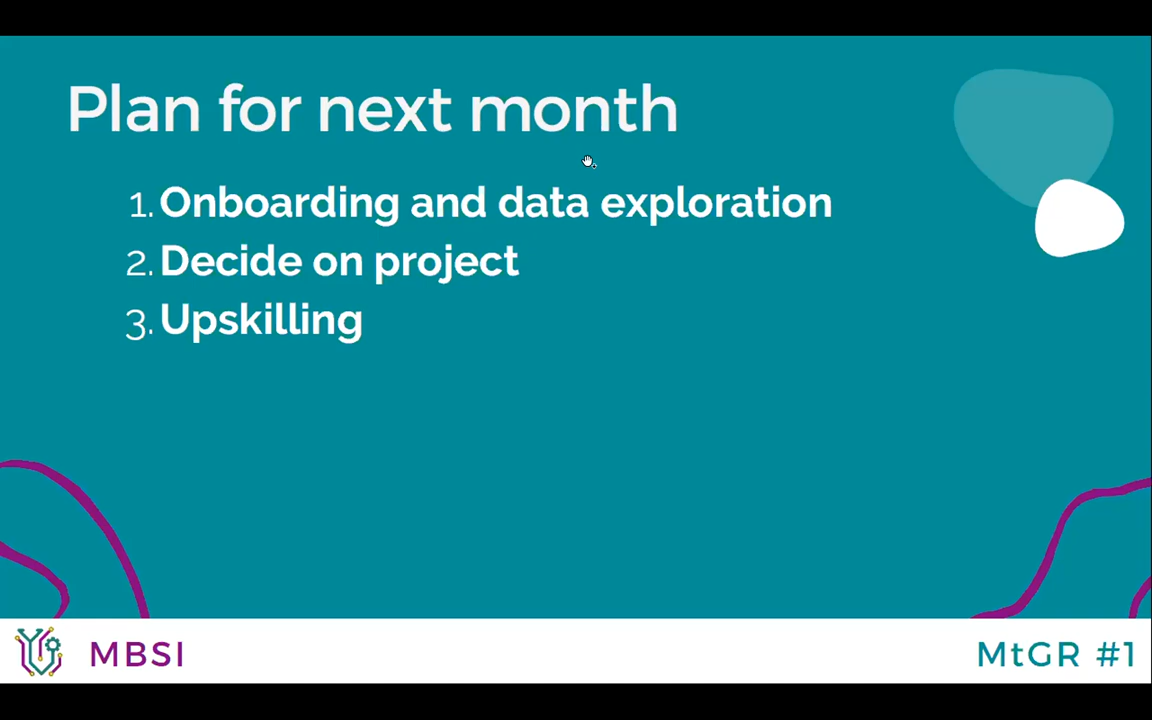 Plan for next month
1. Onboarding and data exploration
2. Decide on project
3. Upskilling
MBSI
MtGR #1